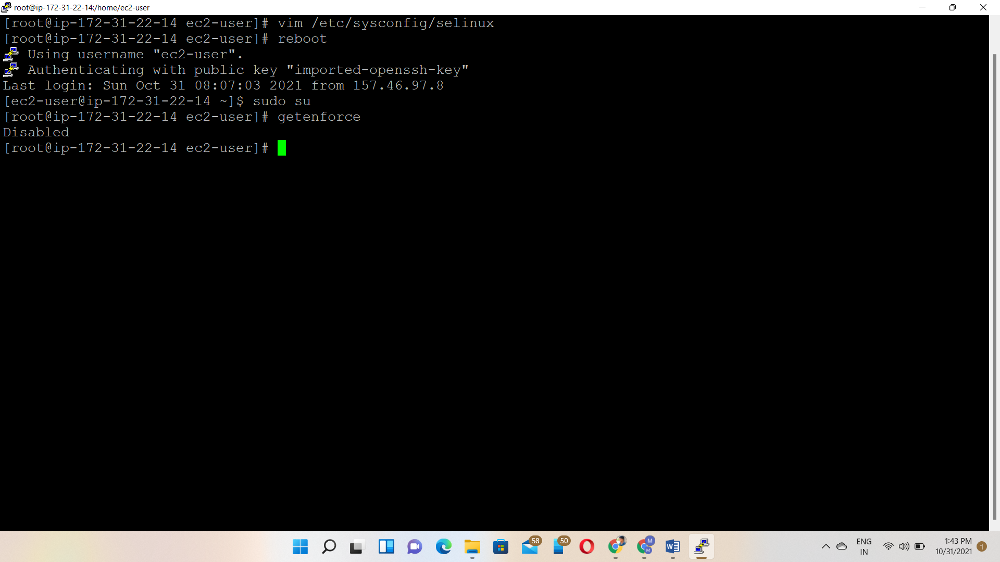 root@ip-172-31-22-14:/home/ec2-user
[root@ip-172-31-22-14 ec2-user]# vim /etc/sysconfig/selinux
[root@ip-172-31-22-14 ec2-user]# reboot
Using username "ec2-user".
Authenticating with public key "imported-openssh-key"
Last login: Sun Oct 31 08:07:03 2021 from 157.46.97.8
[ec2-user@ip-172-31-22-14 ~]$ sudo su
[root@ip-172-31-22-14 ec2-user]# getenforce
Disabled
[root@ip-172-31-22-14 ec2-user]#
58
50
M
M
W
ENG
IN
1:43 PM
10/31/2021
1